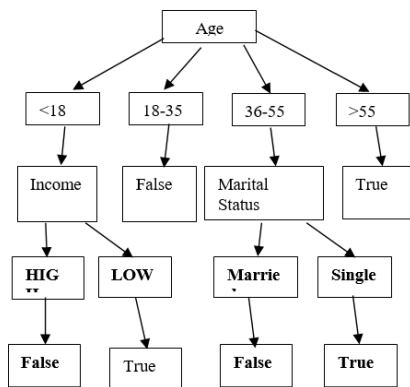 Age
<18 18-35 36-55 >55
Income False Marital True
Status
HIG LOW Marrie Single
False True False True